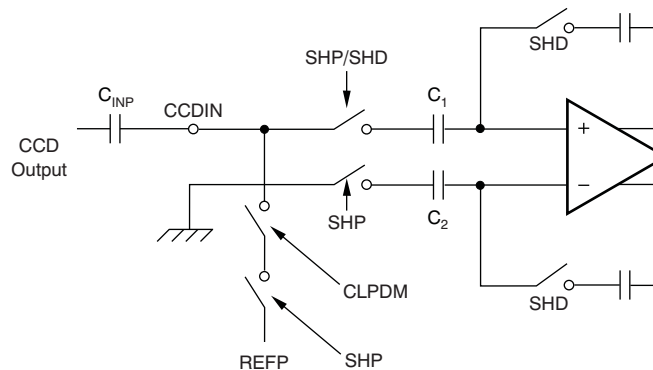 SHD
SHP/SHD
C_INP
CCDIN
C_1
CCD
Output
+
−
SHP
C_2
CLPDM
SHD
REFP
SHP